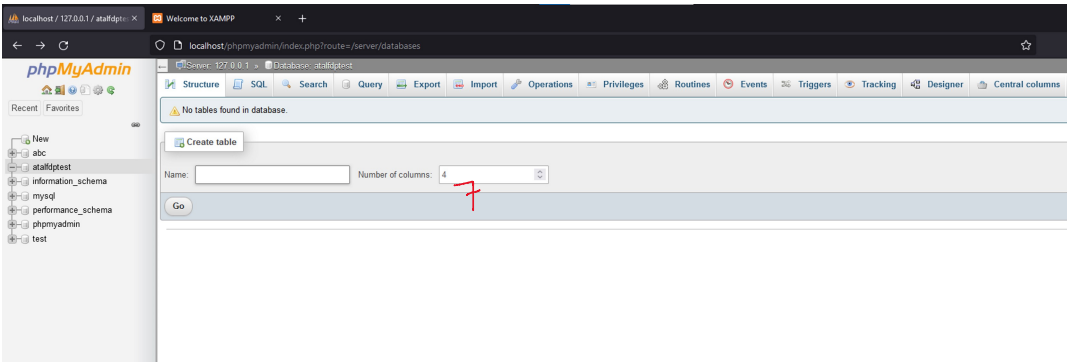 localhost / 127.0.0.1 / atalfdptes
Welcome to XAMPP
localhost/phpmyadmin/index.php?route=/server/databases
phpMyAdmin
Recent Favorites
New
abc
atalfdptest
information_schema
mysql
performance_schema
phpmyadmin
test
Server: 127.0.0.1 » Database: atalfdptest
Structure SQL Search Query Export Import Operations Privileges Routines Events Triggers Tracking Designer Central columns
No tables found in database.
Create table
Name: Number of columns: 4
7
Go